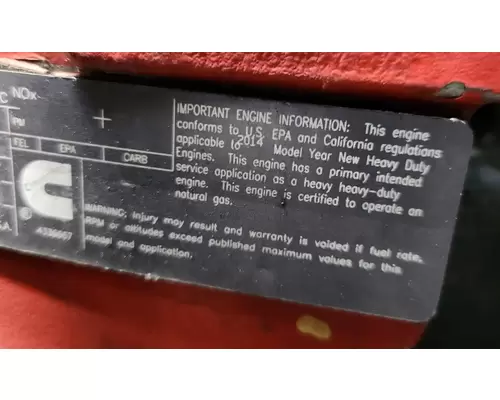 NOx-
C
PM
+
FEL EPA CARB
IMPORTANT ENGINE INFORMATION: This engine
conforms to U.S. EPA and California regulations
applicable to 2014 Model Year New Heavy Duty
Engines. This engine has a primary intended
service application as a heavy heavy-duty
engine. This engine is certified to operate on
natural gas.
WARNING: Injury may result and warranty is voided if fuel rate,
RPM or altitudes exceed published maximum values for this
model and application.